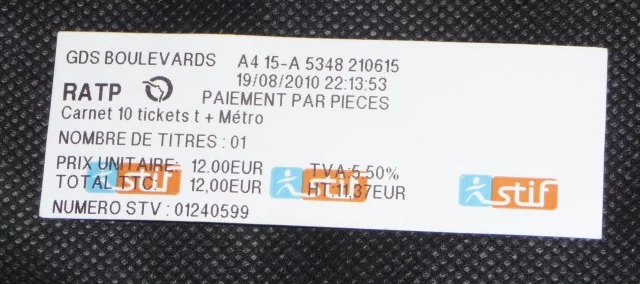 GDS BOULEVARDS A4 15-A 5348 210615
19/08/2010 22:13:53
RATP PAIEMENT PAR PIECES
Carnet 10 tickets t + Métro
NOMBRE DE TITRES : 01
PRIX UNITAIRE: 12.00EUR TVA:5.50%
TOTAL TTC: 12,00EUR HT:11,37EUR
stif stif stif
NUMERO STV : 01240599